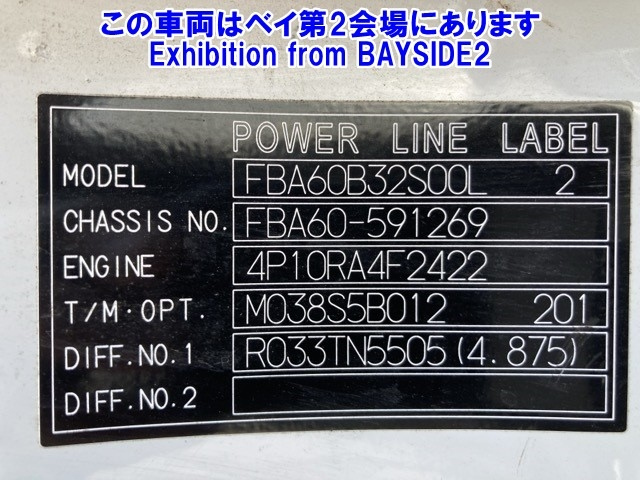 この車両はベイ第2会場にあります
Exhibition from BAYSIDE2
POWER LINE LABEL
MODEL FBA60B32S00L 2
CHASSIS NO. FBA60-591269
ENGINE 4P10RA4F2422
T/M·OPT. M038S5B012 201
DIFF.NO.1 R033TN5505(4.875)
DIFF.NO.2